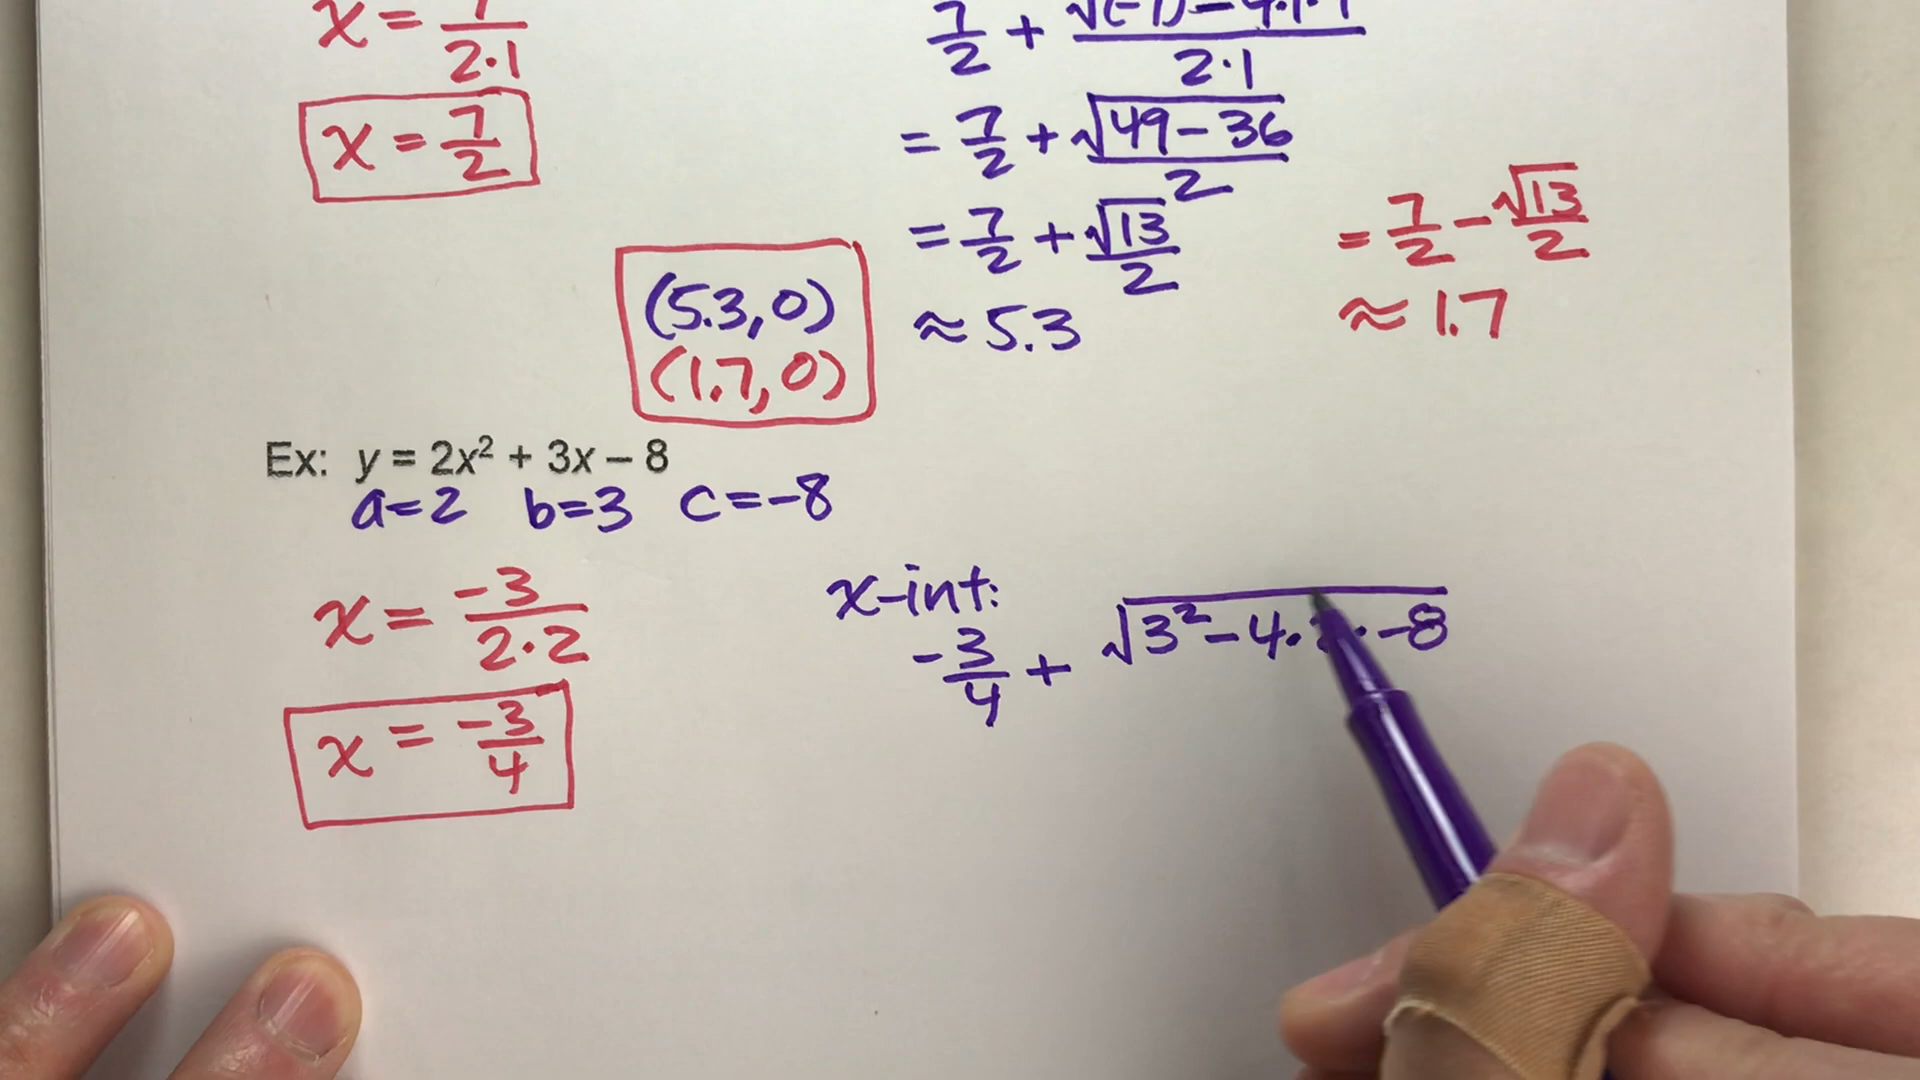 x = 7/2·1
x = 7/2
7/2 + √(-7)² - 4·1·9/2·1
= 7/2 + √49-36/2
= 7/2 + √13/2
≈ 5.3
= 7/2 - √13/2
≈ 1.7
(5.3,0)
(1.7,0)
Ex: y = 2x² + 3x – 8
a=2 b=3 c=-8
x = -3/2·2
x = -3/4
x-int:
-3/4 + √3²-4· · -8